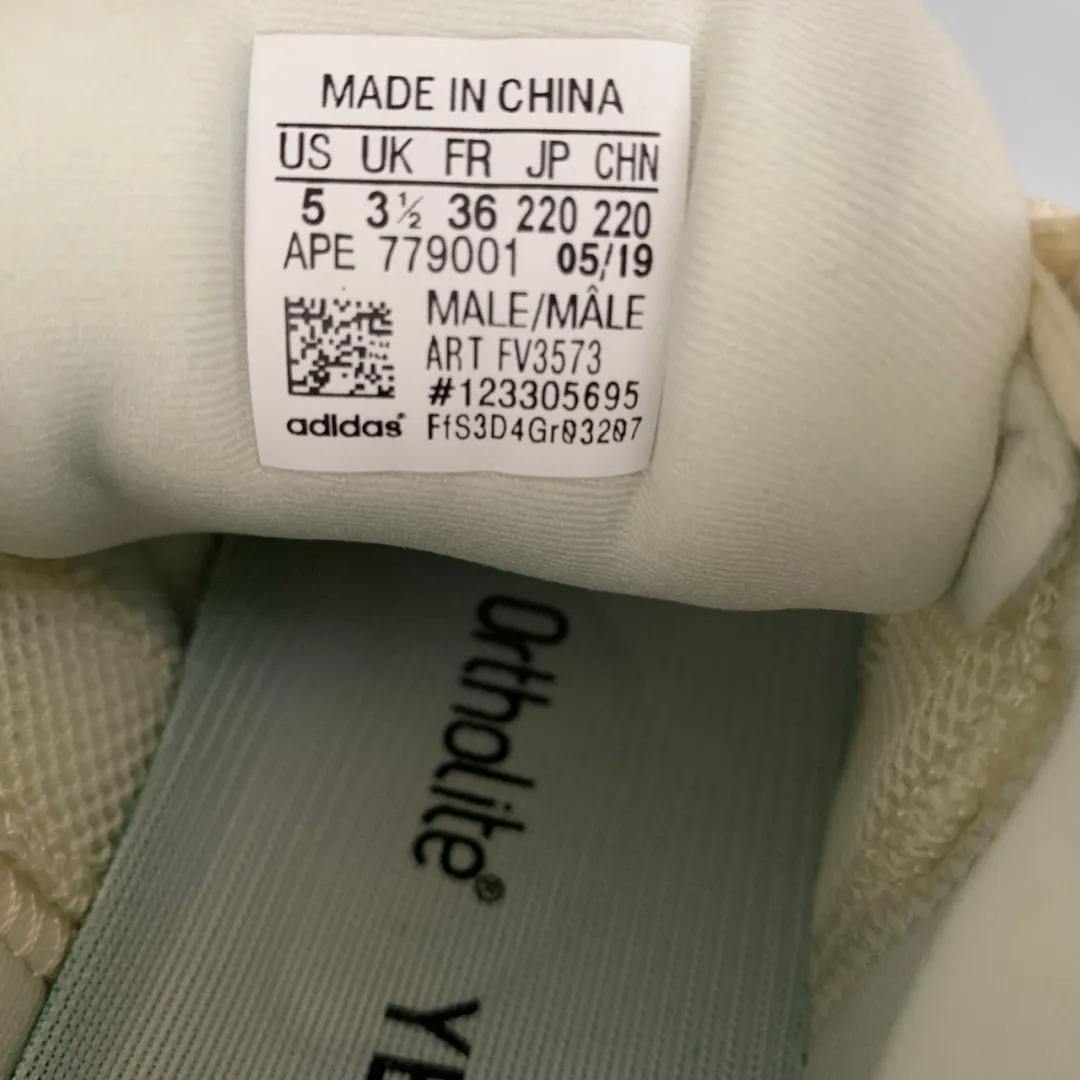 MADE IN CHINA
US UK FR JP CHN
5 3½ 36 220 220
APE 779001 05/19
MALE/MÂLE
ART FV3573
#123305695
adidas® FfS3D4Gr03207
Ortholite®
YE